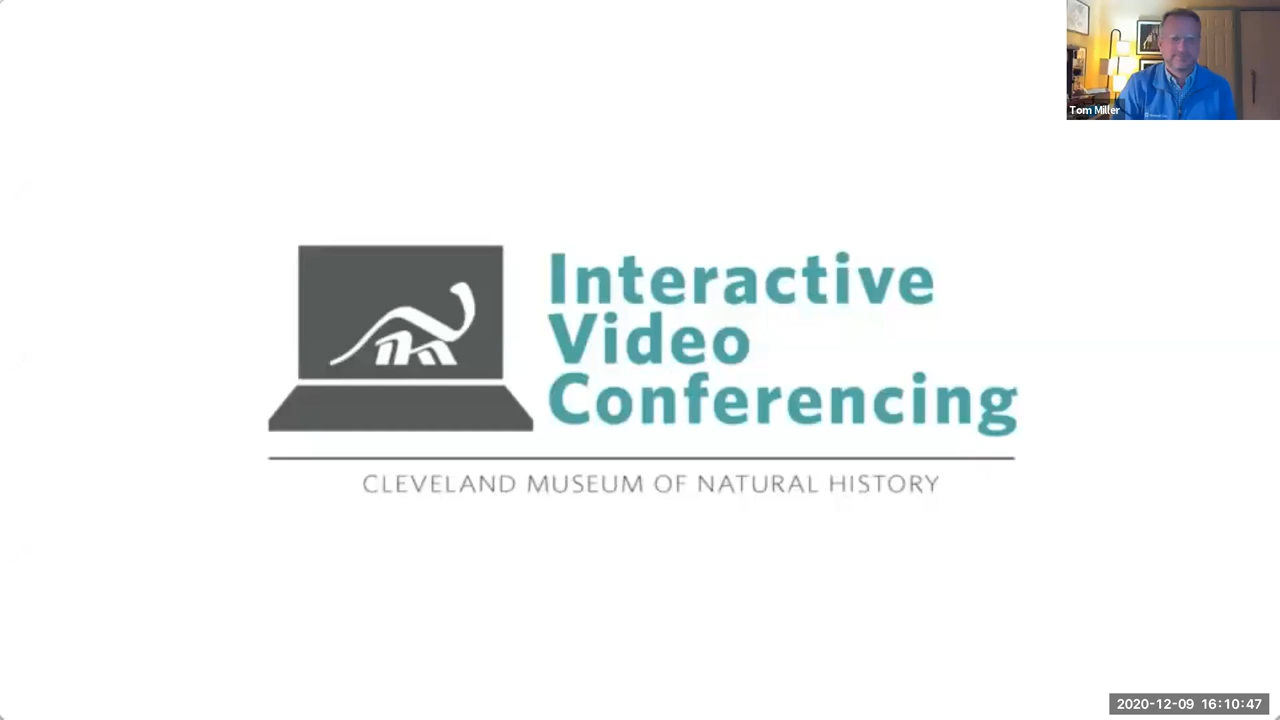 Tom Miller
Interactive
Video
Conferencing
CLEVELAND MUSEUM OF NATURAL HISTORY
2020-12-09 16:10:47